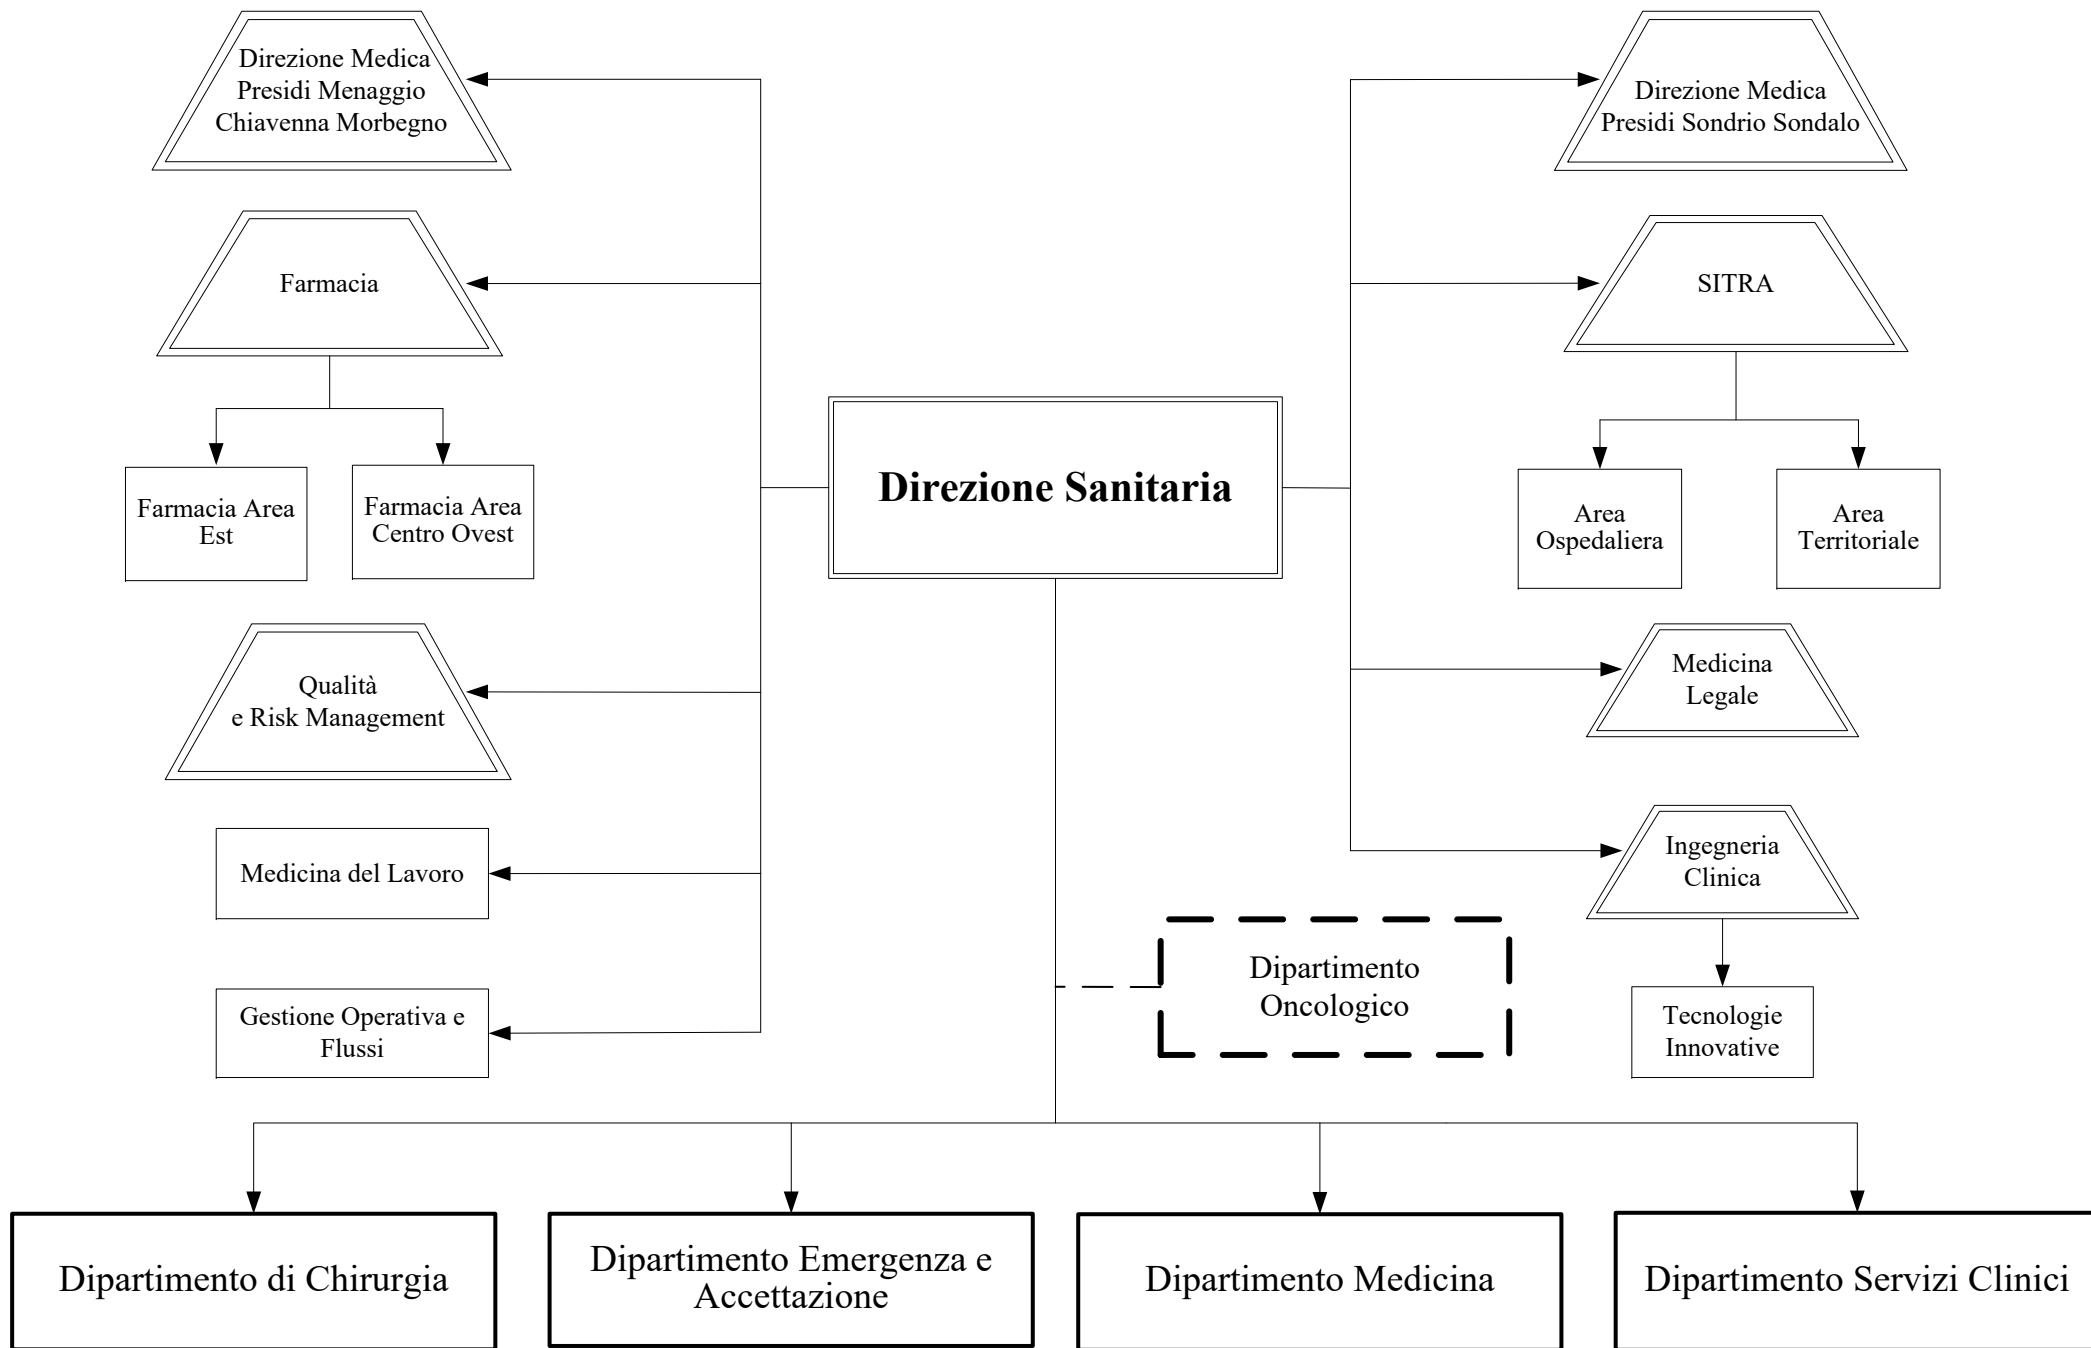 Direzione Medica
Presidi Menaggio
Chiavenna Morbegno
Direzione Medica
Presidi Sondrio Sondalo
Farmacia
SITRA
Farmacia Area
Est
Farmacia Area
Centro Ovest
Direzione Sanitaria
Area
Ospedaliera
Area
Territoriale
Qualità
e Risk Management
Medicina
Legale
Medicina del Lavoro
Ingegneria
Clinica
Dipartimento
Oncologico
Gestione Operativa e
Flussi
Tecnologie
Innovative
Dipartimento di Chirurgia
Dipartimento Emergenza e
Accettazione
Dipartimento Medicina
Dipartimento Servizi Clinici